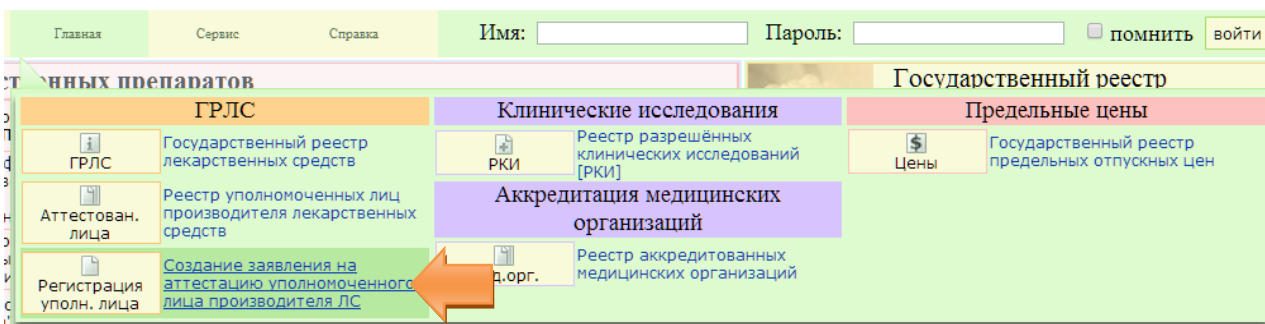 Главная Сервис Справка Имя: Пароль: помнить войти
нных препаратов
Государственный реестр
ГРЛС
ГРЛС
Государственный реестр
лекарственных средств
Аттестован.
лица
Реестр уполномоченных лиц
производителя лекарственных
средств
Регистрация
уполн. лица
Создание заявления на
аттестацию уполномоченного
лица производителя ЛС
Клинические исследования
РКИ
Реестр разрешённых
клинических исследований
[РКИ]
Аккредитация медицинских
организаций
д.орг.
Реестр аккредитованных
медицинских организаций
Предельные цены
$
Цены
Государственный реестр
предельных отпускных цен